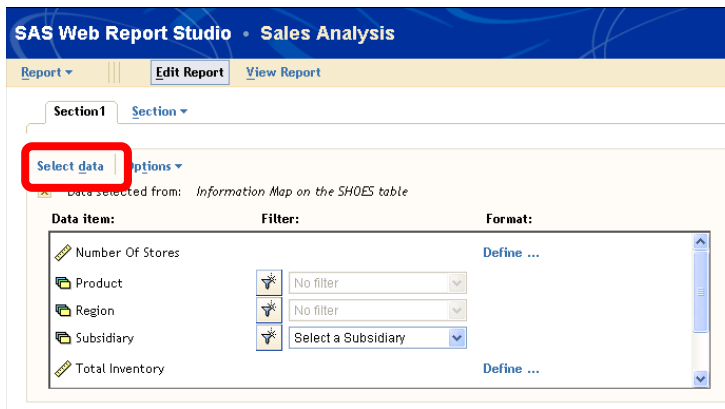 SAS Web Report Studio • Sales Analysis
Report Edit Report View Report
Section1 Section
Select data Options
Data selected from: Information Map on the SHOES table
Data item: Filter: Format:
Number Of Stores Define ...
Product No filter
Region No filter
Subsidiary Select a Subsidiary
Total Inventory Define ...